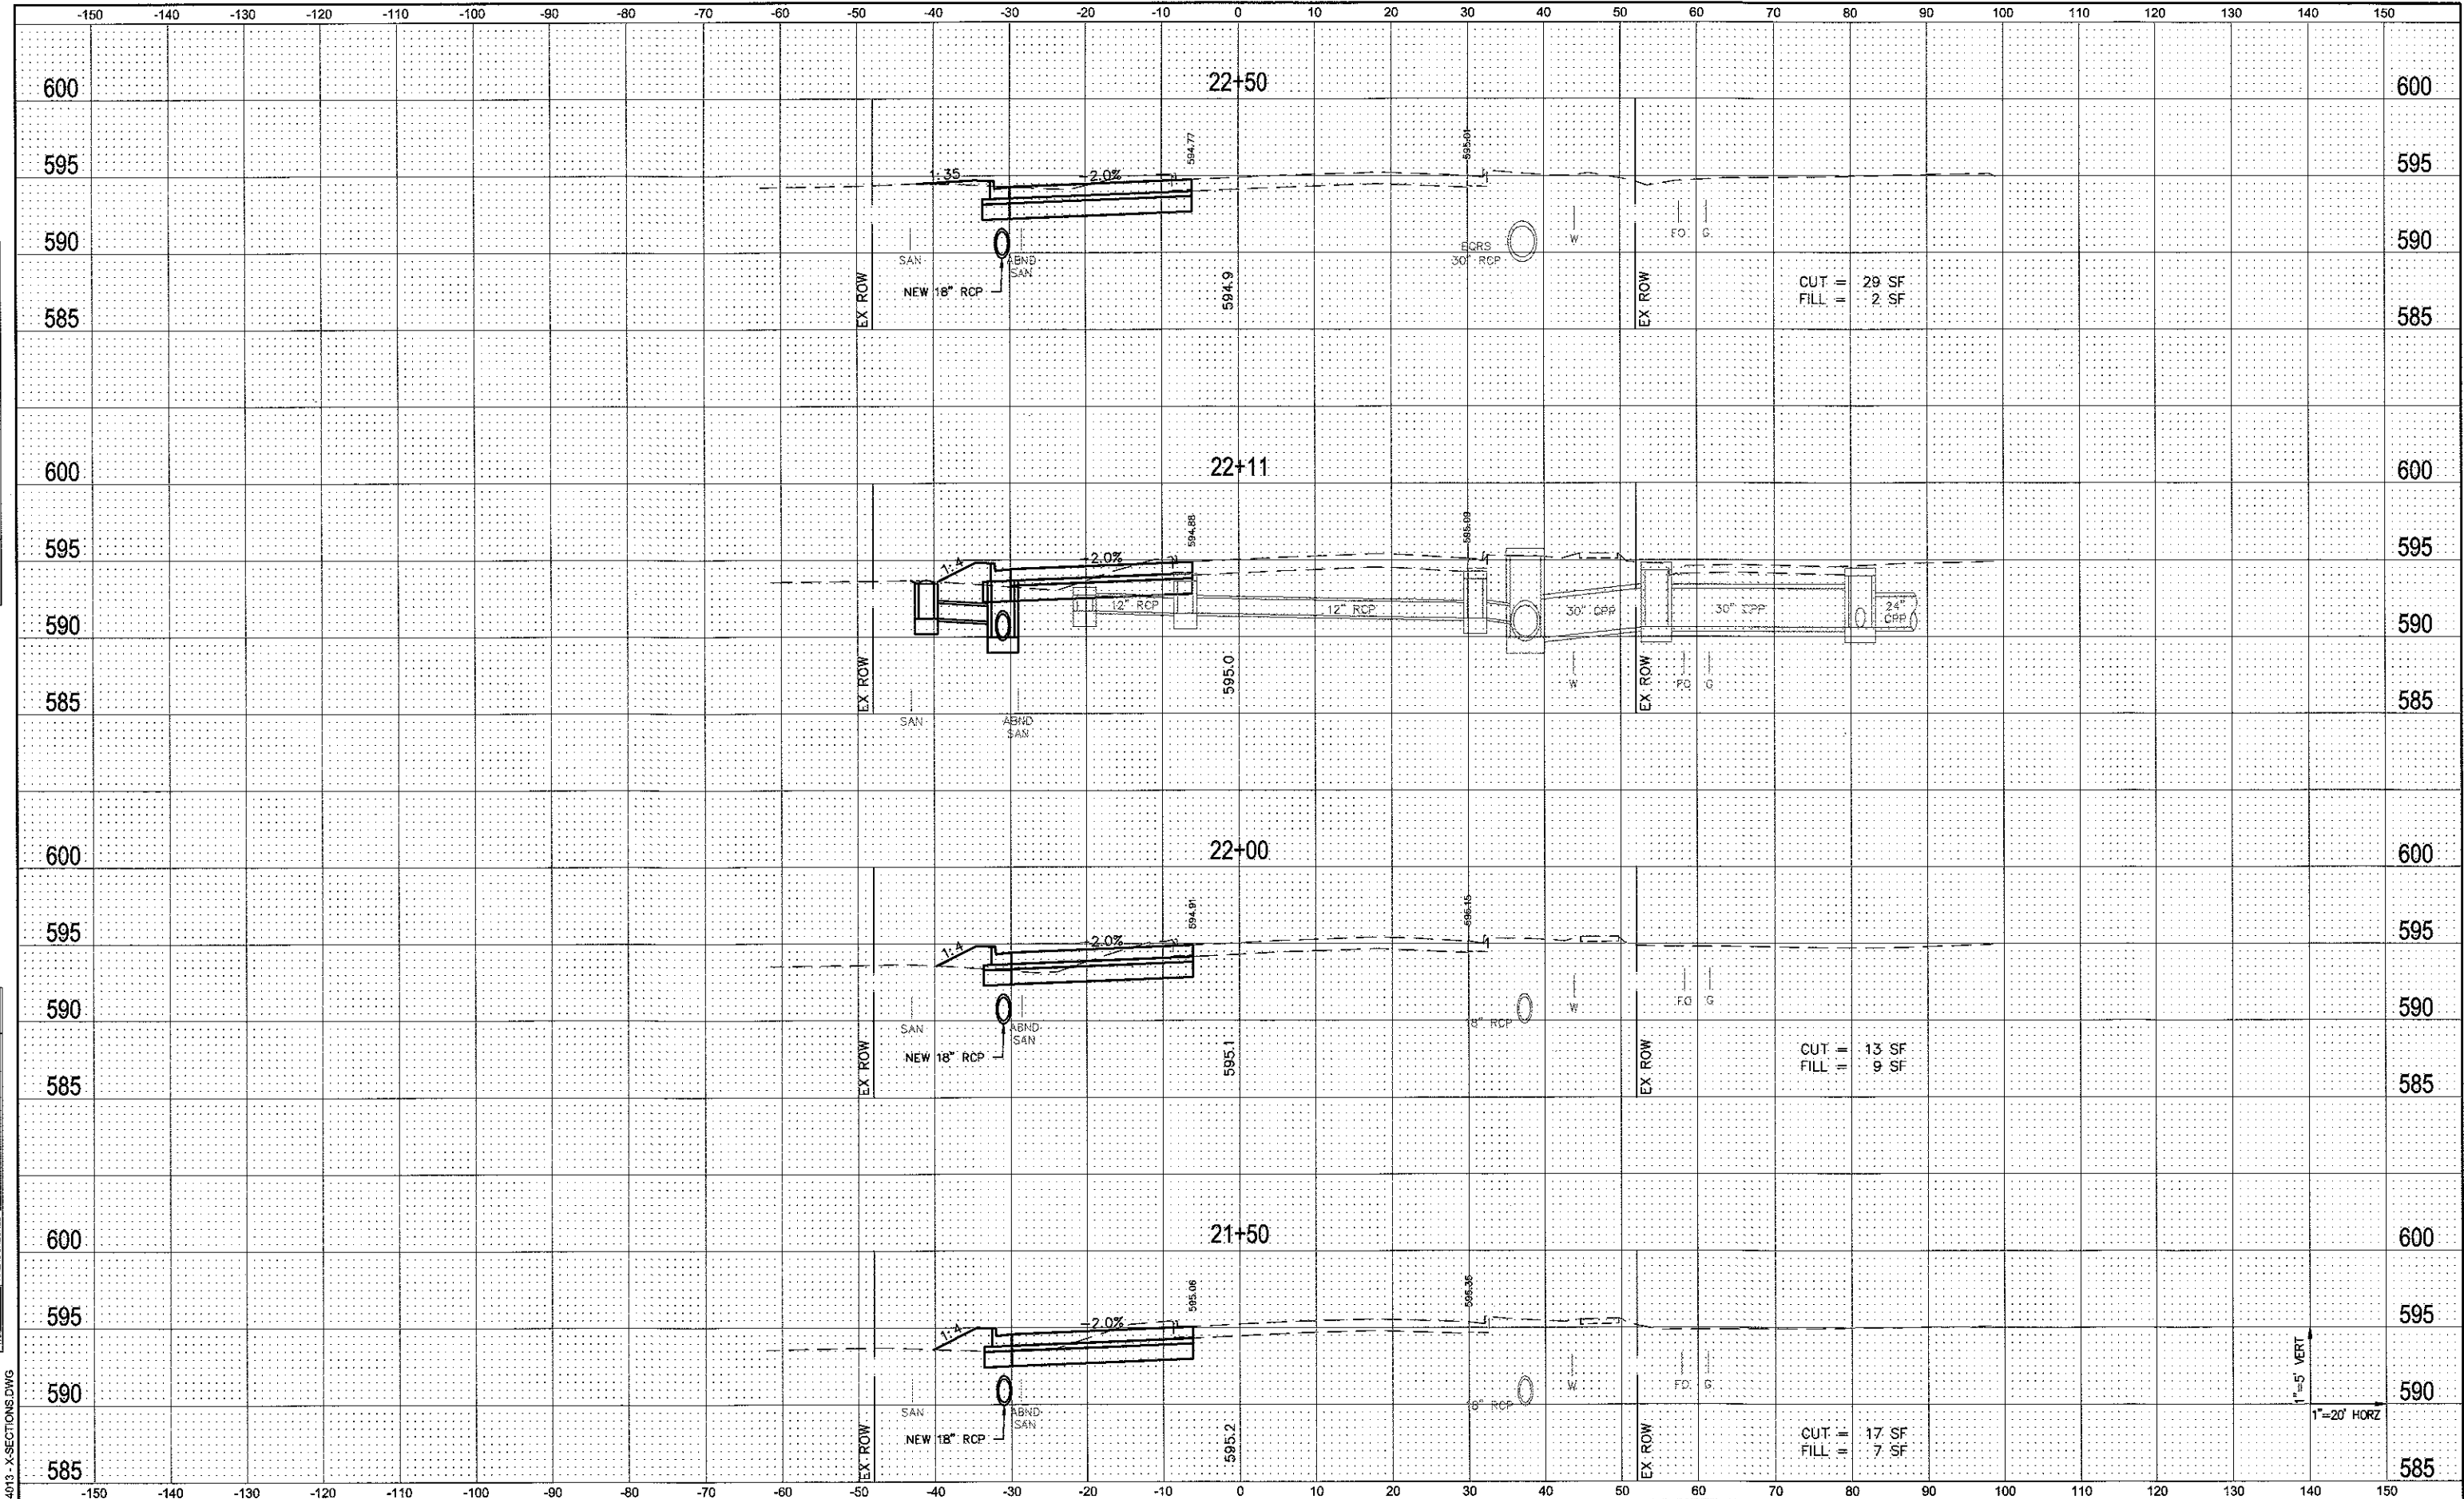 -150 -140 -130 -120 -110 -100 -90 -80 -70 -60 -50 -40 -30 -20 -10 0 10 20 30 40 50 60 70 80 90 100 110 120 130 140 150
22+50
600 600
594.77 595.01
595 1:35 -2.0% 595
590 SAN ABND SAN EQRS 30" RCP W FO G 590
NEW 18" RCP
EX ROW 594.9 EX ROW
CUT = 29 SF
FILL = 2 SF
585 585
22+11
600 600
594.88 595.09
595 1:4 -2.0% 595
12" RCP 12" RCP 30" CPP 30" CPP 24" CPP
590 590
EX ROW 595.0 W EX ROW FO G
585 585
SAN ABND SAN
22+00
600 600
594.91 595.15
595 1:4 -2.0% 595
590 SAN ABND SAN 18" RCP W FO G 590
NEW 18" RCP
EX ROW 595.1 EX ROW
CUT = 13 SF
FILL = 9 SF
585 585
21+50
600 600
595.06 595.35
595 1:4 -2.0% 595
590 SAN ABND SAN 18" RCP W FO G 590
1"=5' VERT
1"=20' HORZ
NEW 18" RCP
EX ROW 595.2 EX ROW
CUT = 17 SF
FILL = 7 SF
585 585
-150 -140 -130 -120 -110 -100 -90 -80 -70 -60 -50 -40 -30 -20 -10 0 10 20 30 40 50 60 70 80 90 100 110 120 130 140 150
4013 - X-SECTIONS.DWG